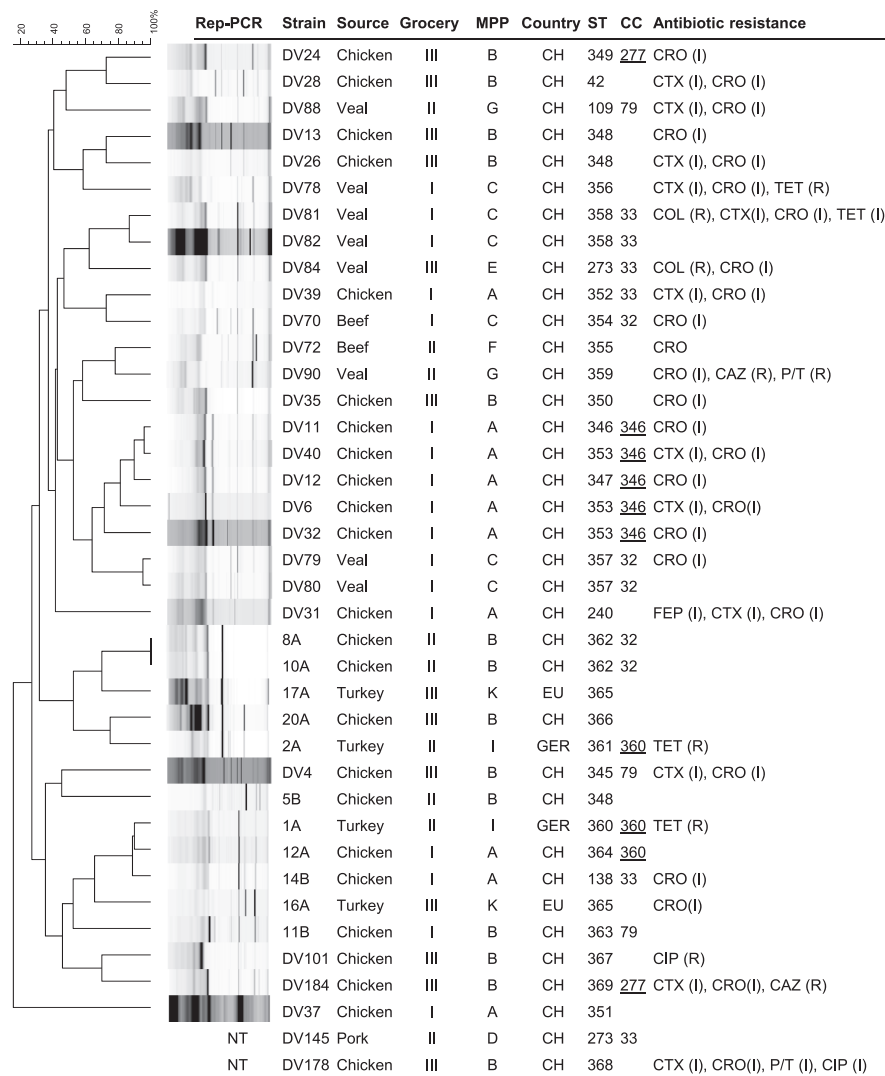 20 40 60 80 100%
Rep-PCR Strain Source Grocery MPP Country ST CC Antibiotic resistance
DV24 Chicken III B CH 349 277 CRO (I)
DV28 Chicken III B CH 42 CTX (I), CRO (I)
DV88 Veal II G CH 109 79 CTX (I), CRO (I)
DV13 Chicken III B CH 348 CRO (I)
DV26 Chicken III B CH 348 CTX (I), CRO (I)
DV78 Veal I C CH 356 CTX (I), CRO (I), TET (R)
DV81 Veal I C CH 358 33 COL (R), CTX(I), CRO (I), TET (I)
DV82 Veal I C CH 358 33
DV84 Veal III E CH 273 33 COL (R), CRO (I)
DV39 Chicken I A CH 352 33 CTX (I), CRO (I)
DV70 Beef I C CH 354 32 CRO (I)
DV72 Beef II F CH 355 CRO
DV90 Veal II G CH 359 CRO (I), CAZ (R), P/T (R)
DV35 Chicken III B CH 350 CRO (I)
DV11 Chicken I A CH 346 346 CRO (I)
DV40 Chicken I A CH 353 346 CTX (I), CRO (I)
DV12 Chicken I A CH 347 346 CRO (I)
DV6 Chicken I A CH 353 346 CTX (I), CRO(I)
DV32 Chicken I A CH 353 346 CRO (I)
DV79 Veal I C CH 357 32 CRO (I)
DV80 Veal I C CH 357 32
DV31 Chicken I A CH 240 FEP (I), CTX (I), CRO (I)
8A Chicken II B CH 362 32
10A Chicken II B CH 362 32
17A Turkey III K EU 365
20A Chicken III B CH 366
2A Turkey II I GER 361 360 TET (R)
DV4 Chicken III B CH 345 79 CTX (I), CRO (I)
5B Chicken II B CH 348
1A Turkey II I GER 360 360 TET (R)
12A Chicken I A CH 364 360
14B Chicken I A CH 138 33 CRO (I)
16A Turkey III K EU 365 CRO(I)
11B Chicken I B CH 363 79
DV101 Chicken III B CH 367 CIP (R)
DV184 Chicken III B CH 369 277 CTX (I), CRO(I), CAZ (R)
DV37 Chicken I A CH 351
NT DV145 Pork II D CH 273 33
NT DV178 Chicken III B CH 368 CTX (I), CRO(I), P/T (I), CIP (I)